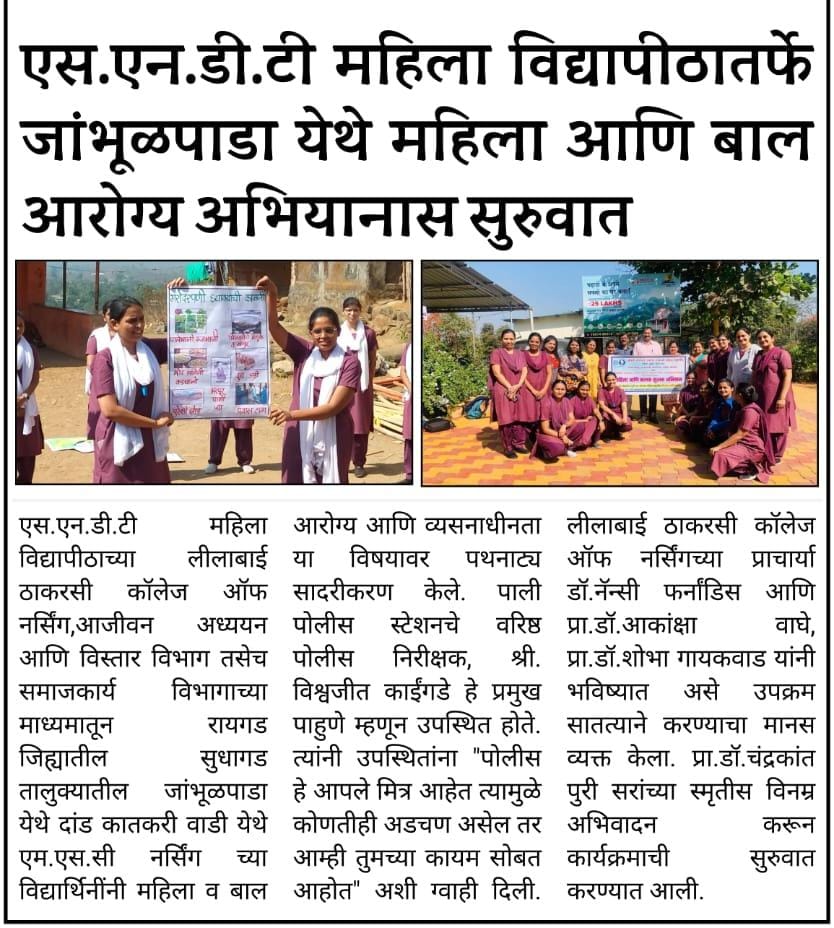 एस.एन.डी.टी महिला विद्यापीठातर्फे
जांभूळपाडा येथे महिला आणि बाल
आरोग्य अभियानास सुरुवात
25 LAKHS
एस.एन.डी.टी महिला
विद्यापीठाच्या लीलाबाई
ठाकरसी कॉलेज ऑफ
नर्सिंग,आजीवन अध्ययन
आणि विस्तार विभाग तसेच
समाजकार्य विभागाच्या
माध्यमातून रायगड
जिह्यातील सुधागड
तालुक्यातील जांभूळपाडा
येथे दांड कातकरी वाडी येथे
एम.एस.सी नर्सिंग च्या
विद्यार्थिनींनी महिला व बाल
आरोग्य आणि व्यसनाधीनता
या विषयावर पथनाट्य
सादरीकरण केले. पाली
पोलीस स्टेशनचे वरिष्ठ
पोलीस निरीक्षक, श्री.
विश्वजीत काईंगडे हे प्रमुख
पाहुणे म्हणून उपस्थित होते.
त्यांनी उपस्थितांना "पोलीस
हे आपले मित्र आहेत त्यामुळे
कोणतीही अडचण असेल तर
आम्ही तुमच्या कायम सोबत
आहोत" अशी ग्वाही दिली.
लीलाबाई ठाकरसी कॉलेज
ऑफ नर्सिंगच्या प्राचार्या
डॉ.नॅन्सी फर्नांडिस आणि
प्रा.डॉ.आकांक्षा वाघे,
प्रा.डॉ.शोभा गायकवाड यांनी
भविष्यात असे उपक्रम
सातत्याने करण्याचा मानस
व्यक्त केला. प्रा.डॉ.चंद्रकांत
पुरी सरांच्या स्मृतीस विनम्र
अभिवादन करून
कार्यक्रमाची सुरुवात
करण्यात आली.